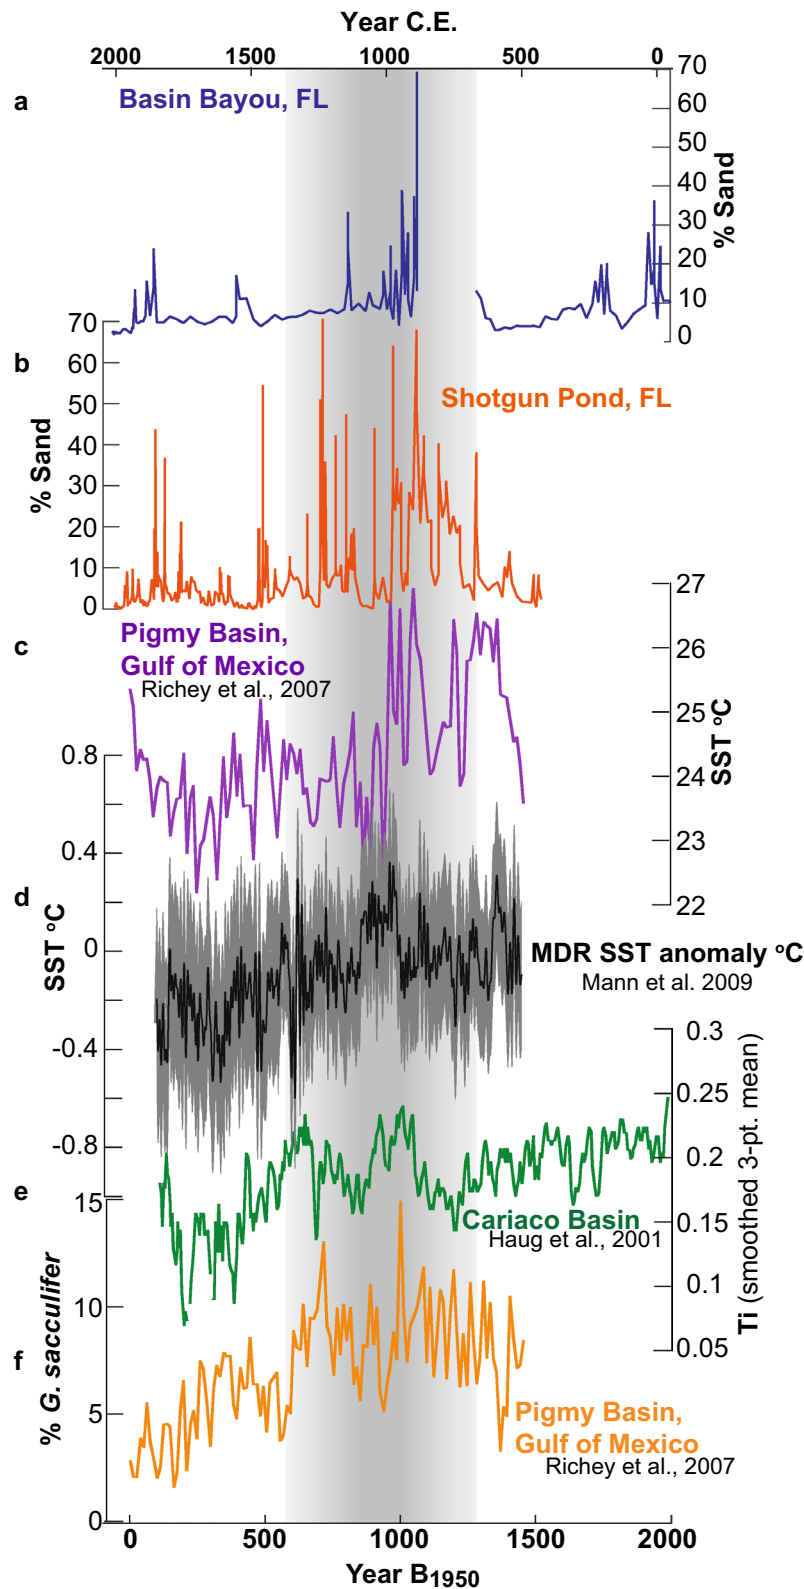 Year C.E.
2000 1500 1000 500 0
a
Basin Bayou, FL
70
60
50
40
30
20
10
0
% Sand
b
Shotgun Pond, FL
70
60
50
40
30
20
10
0
% Sand
c
Pigmy Basin,
Gulf of Mexico
Richey et al., 2007
27
26
25
24
23
22
SST °C
d
0.8
0.4
0
-0.4
-0.8
SST °C
MDR SST anomaly °C
Mann et al. 2009
e
0.3
0.25
0.2
0.15
0.1
0.05
Ti (smoothed 3-pt. mean)
Cariaco Basin
Haug et al., 2001
f
15
10
5
0
% G. sacculifer
Pigmy Basin,
Gulf of Mexico
Richey et al., 2007
0 500 1000 1500 2000
Year B1950